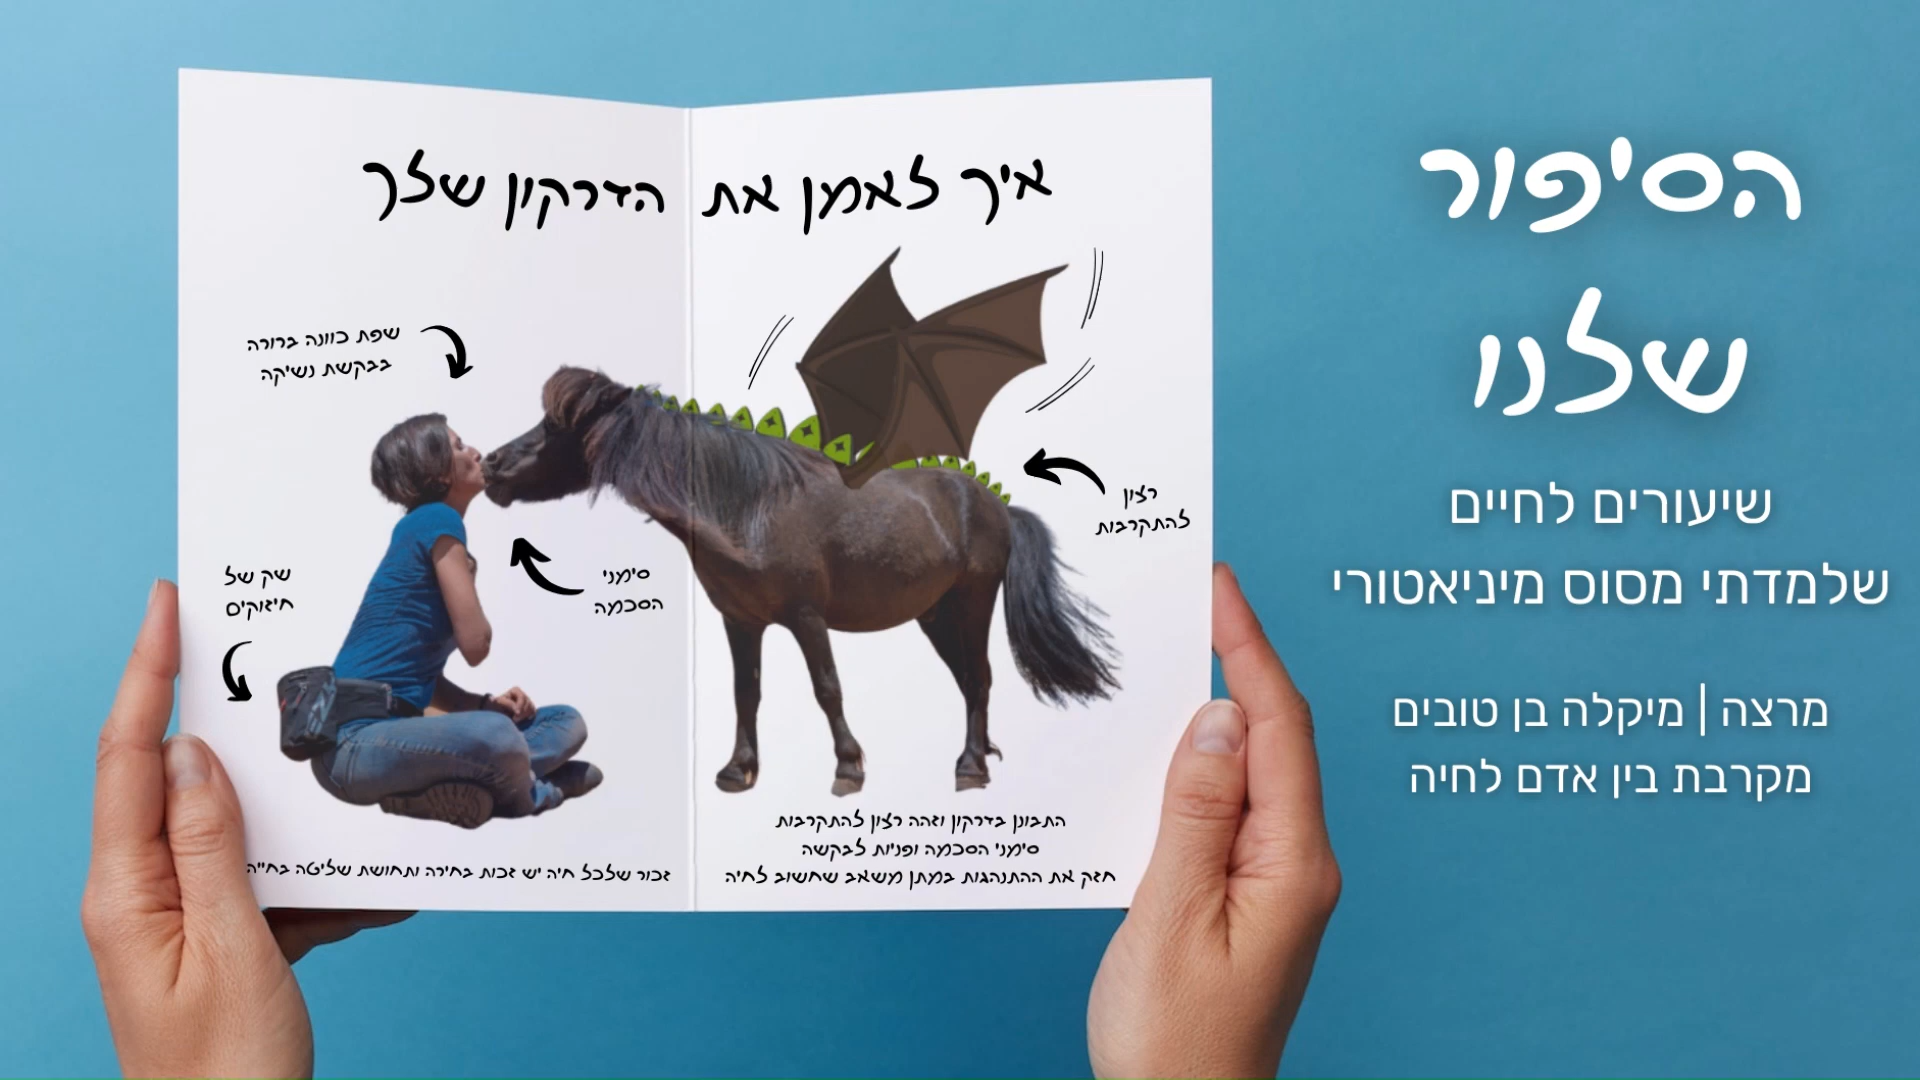 הסיפור
שלנו
שיעורים לחיים
שלמדתי מסוס מיניאטורי
מרצה | מיקלה בן טובים
מקרבת בין אדם לחיה
איך לאמן את הדרקון שלך
שפת כוונה ברורה
בבקשת נשיקה
רצון
להתקרבות
סימני
הסכמה
שק של
חיזוקים
התבונן בדרקון וזהה רצון להתקרבות
סימני הסכמה ופניות לבקשה
חזק את ההתנהגות במתן משאב שחשוב לחיה
זכור שלכל חיה יש זכות בחירה ותחושת שליטה בחייה